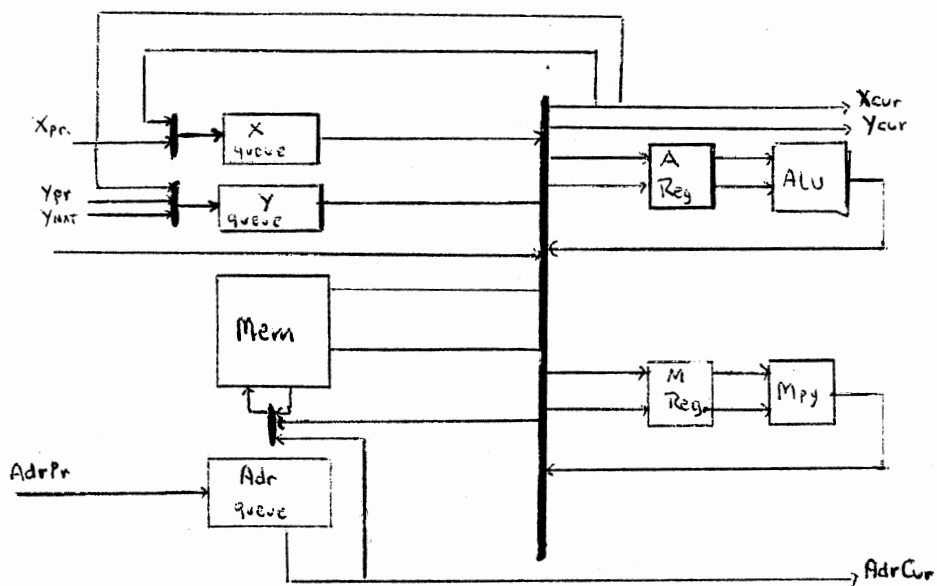 Xcur
Ycur
Xpr.
X
queue
A
Reg
ALU
Ypr
YNAT
Y
queue
Mem
M
Reg.
Mpy
AdrPr
Adr
queue
AdrCur